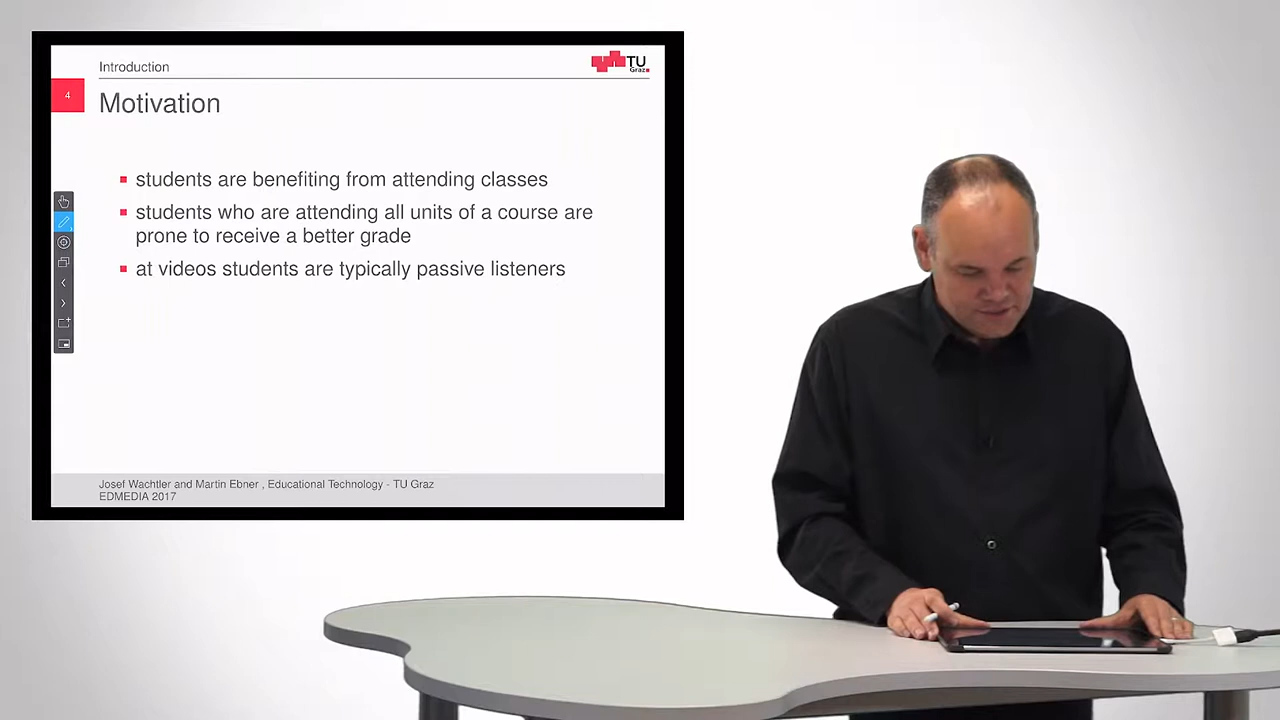 Introduction
TU
Graz
4
Motivation
students are benefiting from attending classes
students who are attending all units of a course are
prone to receive a better grade
at videos students are typically passive listeners
Josef Wachtler and Martin Ebner , Educational Technology - TU Graz
EDMEDIA 2017